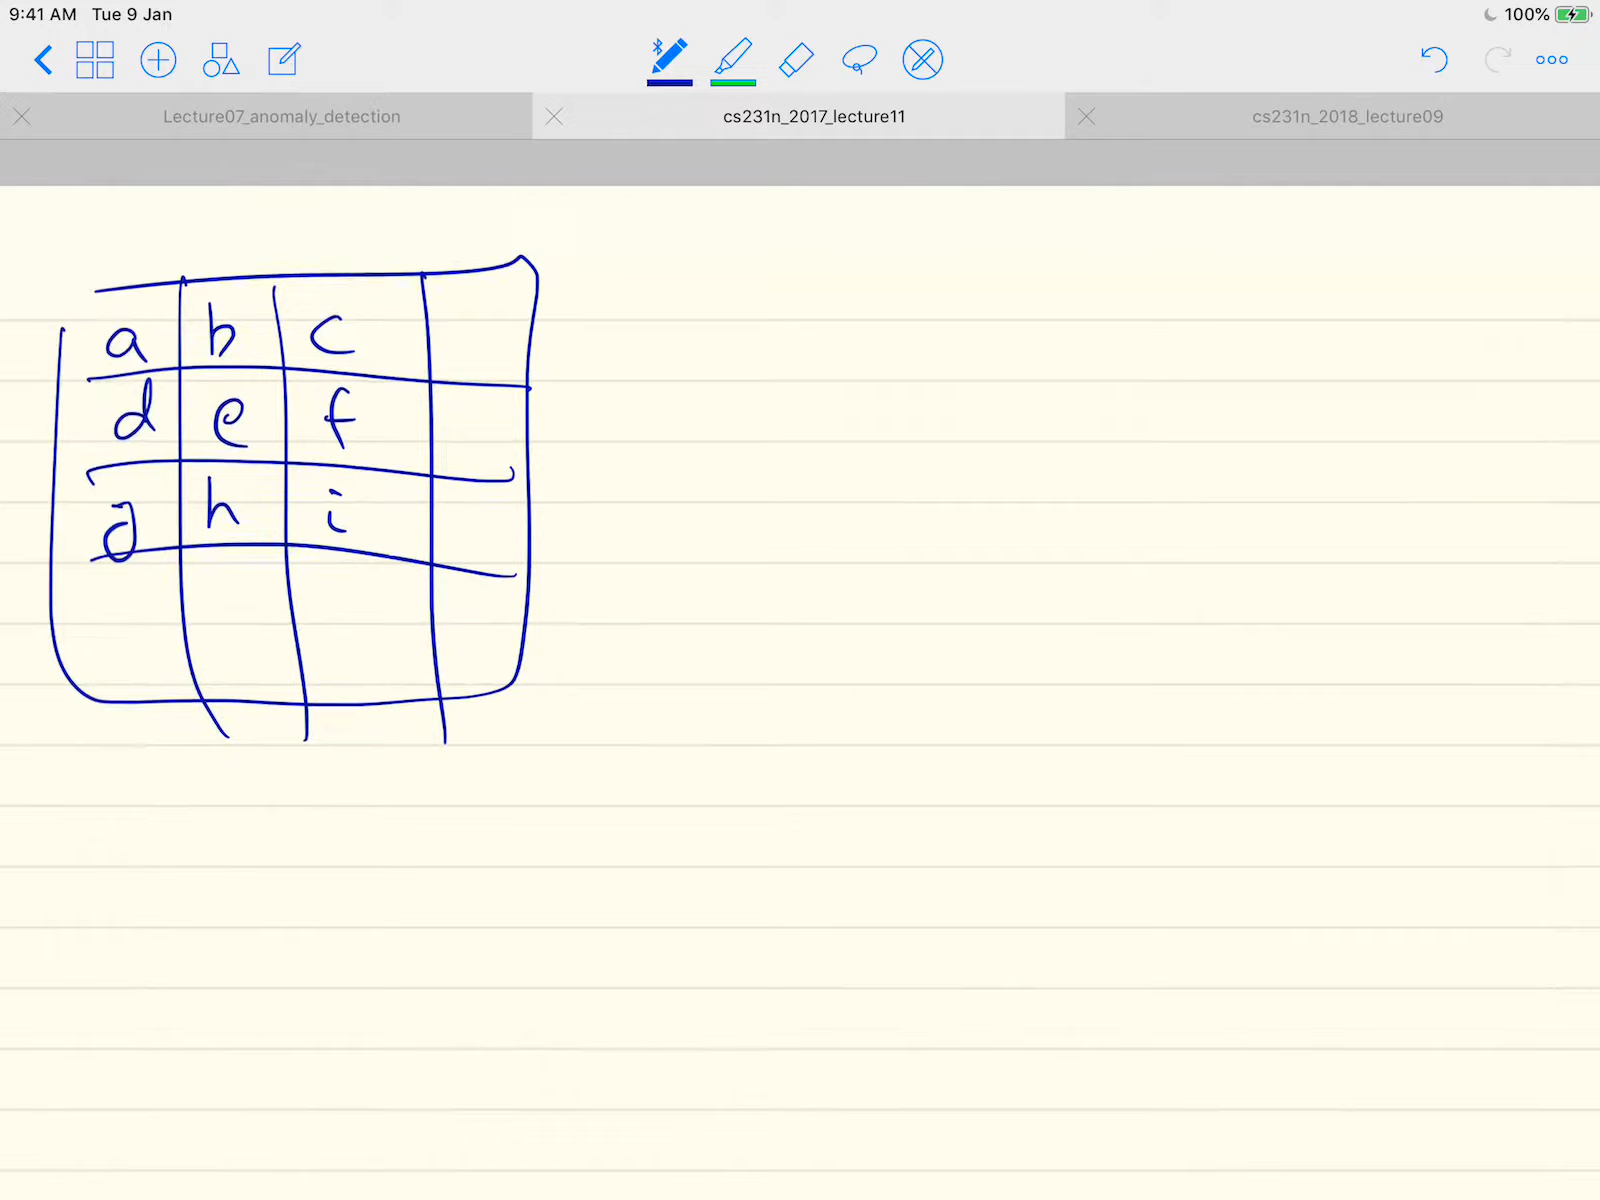 9:41 AM Tue 9 Jan 100%
Lecture07_anomaly_detection cs231n_2017_lecture11 cs231n_2018_lecture09
a b c
d e f
g h i